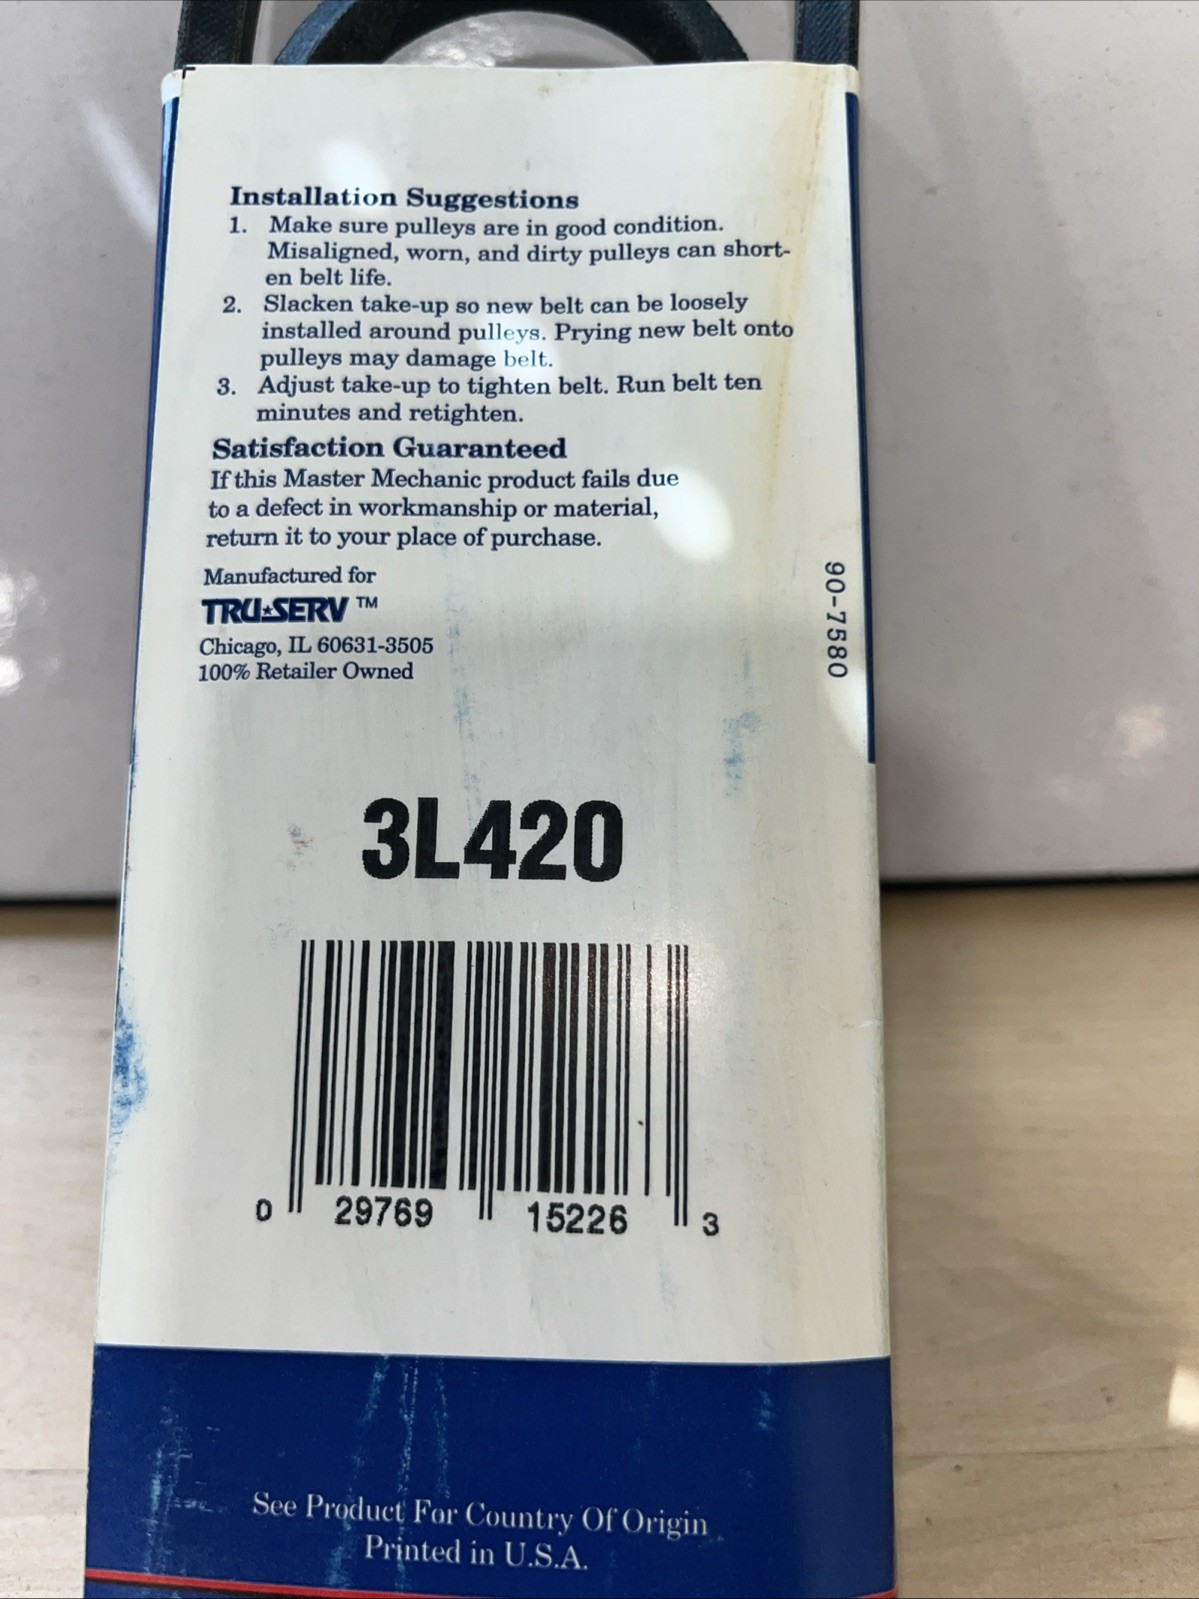 Installation Suggestions
1. Make sure pulleys are in good condition.
Misaligned, worn, and dirty pulleys can short-
en belt life.
2. Slacken take-up so new belt can be loosely
installed around pulleys. Prying new belt onto
pulleys may damage belt.
3. Adjust take-up to tighten belt. Run belt ten
minutes and retighten.
Satisfaction Guaranteed
If this Master Mechanic product fails due
to a defect in workmanship or material,
return it to your place of purchase.
Manufactured for
TRU★SERV™
Chicago, IL 60631-3505
100% Retailer Owned
90-7580
3L420
0 29769 15226 3
See Product For Country Of Origin
Printed in U.S.A.